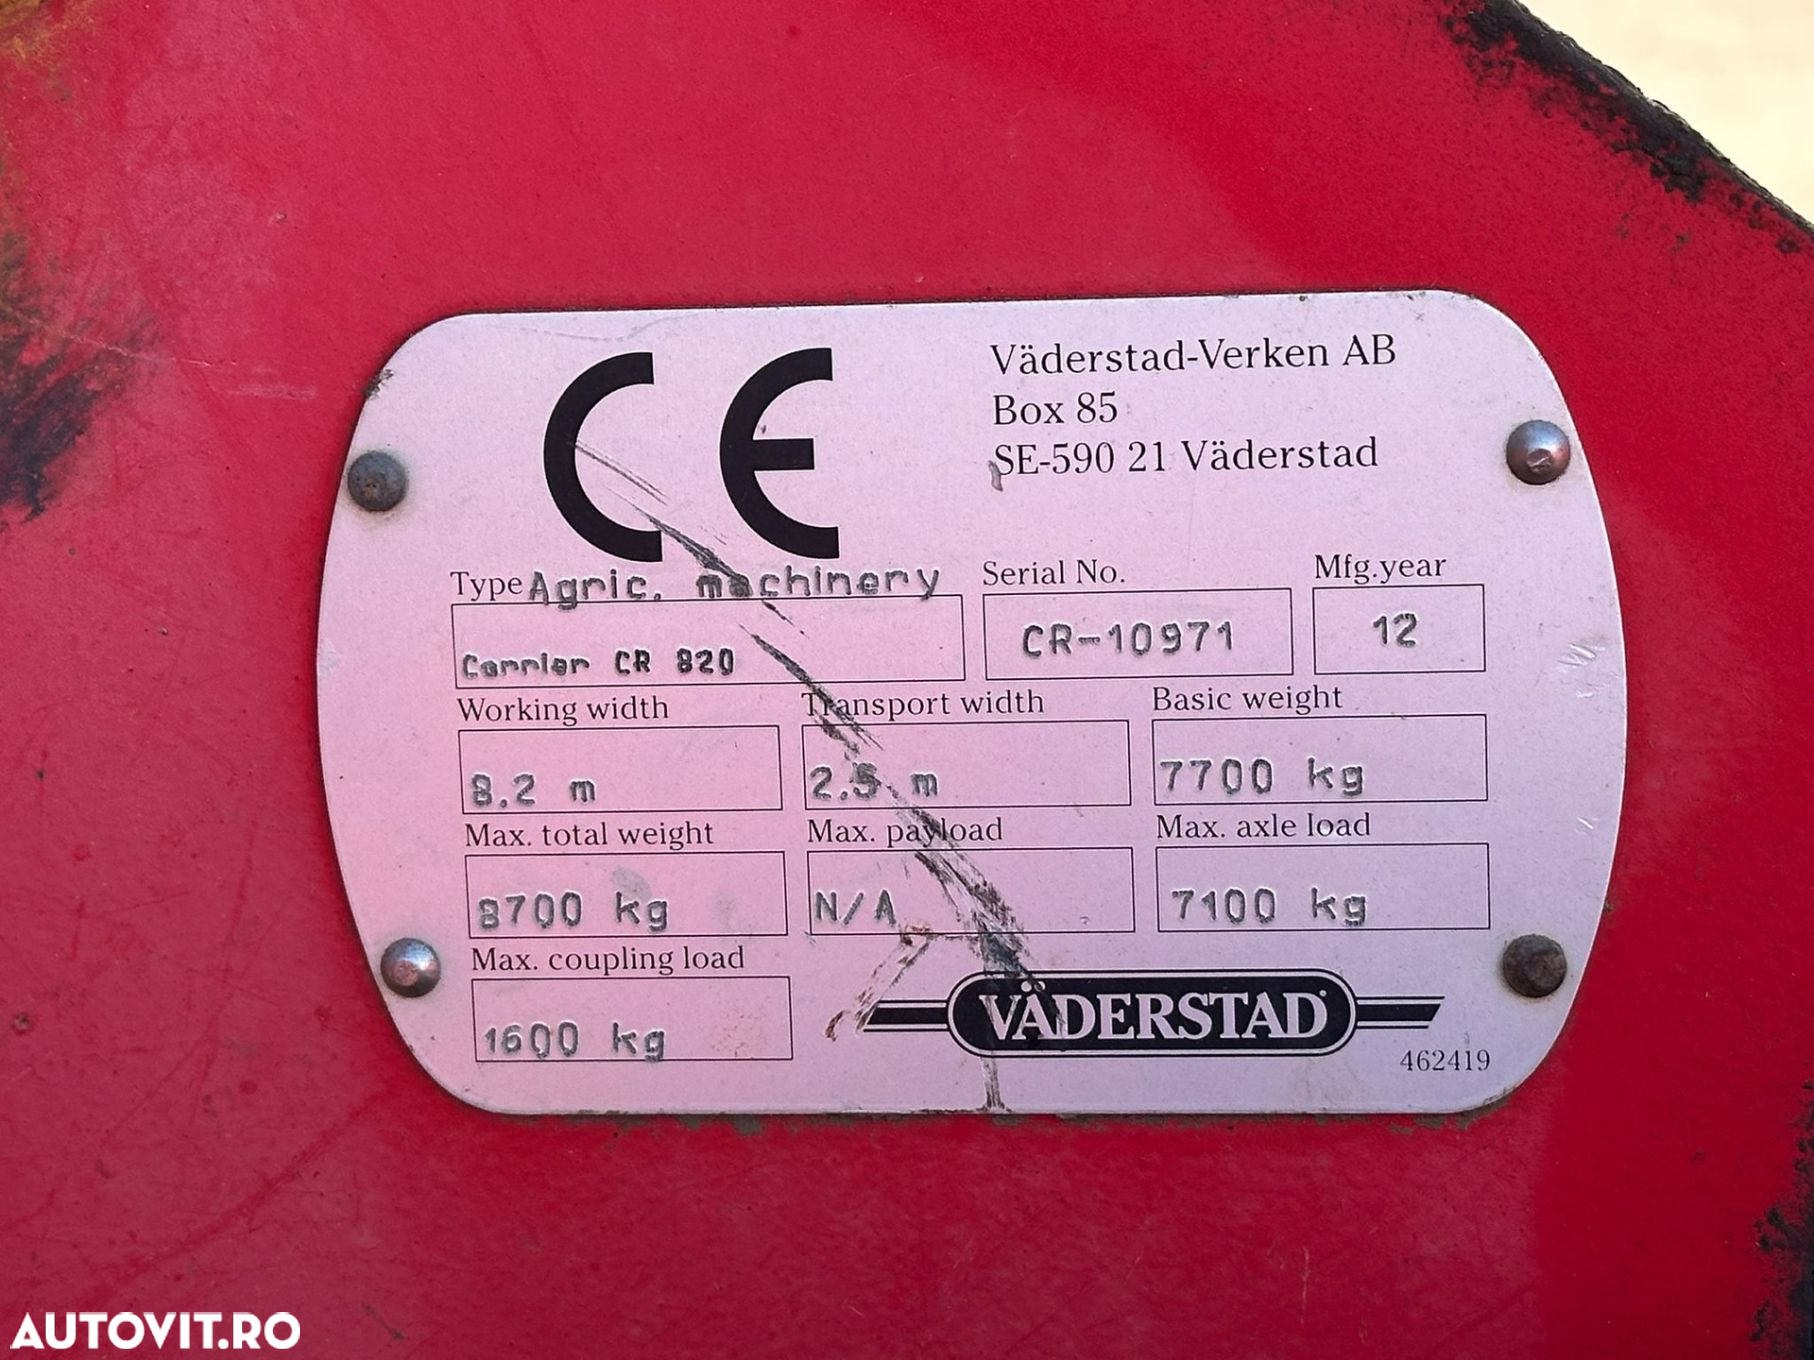 CE
Väderstad-Verken AB
Box 85
SE-590 21 Väderstad
Type Agric. machinery
Carrier CR 820
Serial No.
CR-10971
Mfg.year
12
Working width
8.2 m
Transport width
2.5 m
Basic weight
7700 kg
Max. total weight
8700 kg
Max. payload
N/A
Max. axle load
7100 kg
Max. coupling load
1600 kg
VÄDERSTAD
462419
AUTOVIT.RO